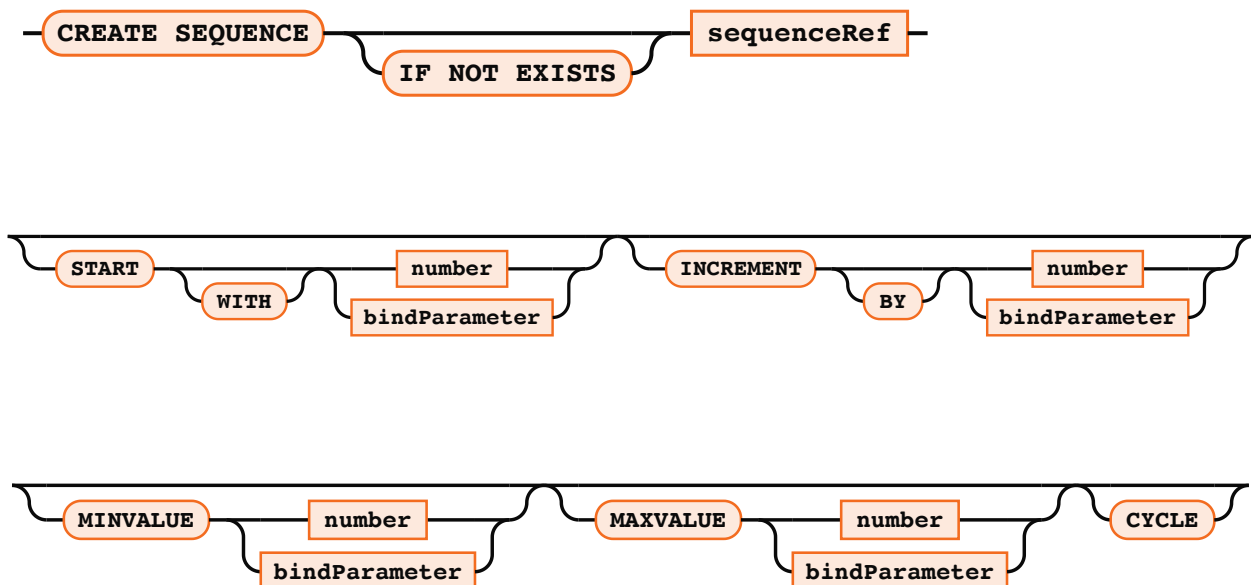 CREATE SEQUENCE sequenceRef
IF NOT EXISTS
START number INCREMENT number
WITH bindParameter BY bindParameter
MINVALUE number MAXVALUE number CYCLE
bindParameter bindParameter